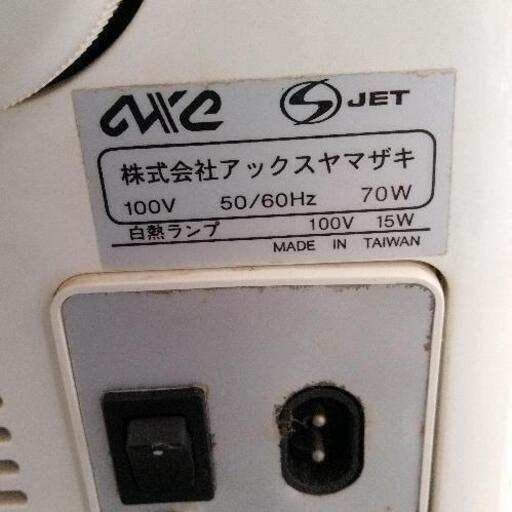 axe
JET
株式会社アックスヤマザキ
100V 50/60Hz 70W
白熱ランプ 100V 15W
MADE IN TAIWAN